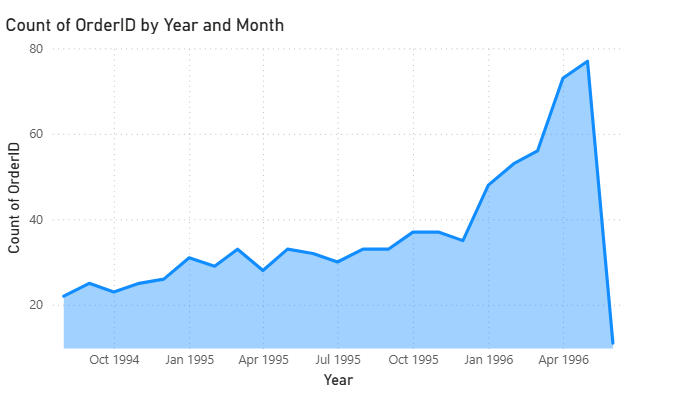 Count of OrderID by Year and Month
Count of OrderID
80
60
40
20
Oct 1994 Jan 1995 Apr 1995 Jul 1995 Oct 1995 Jan 1996 Apr 1996
Year